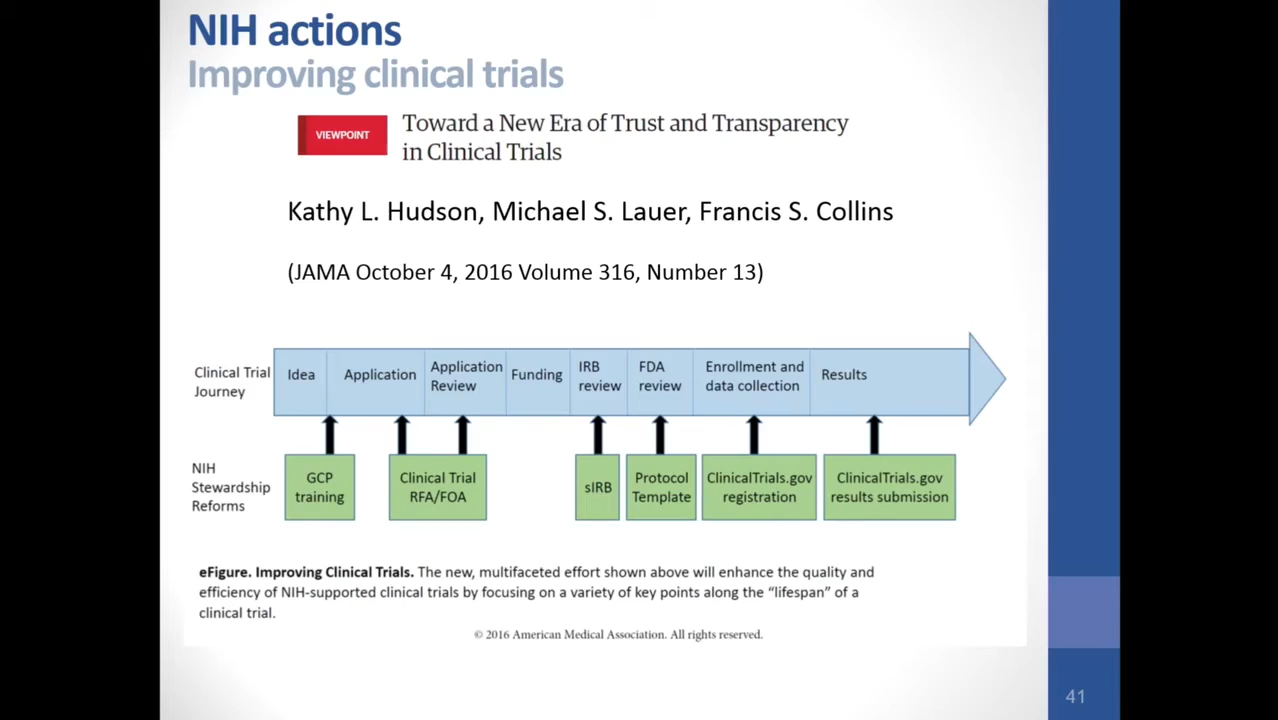 NIH actions
Improving clinical trials
VIEWPOINT
Toward a New Era of Trust and Transparency
in Clinical Trials
Kathy L. Hudson, Michael S. Lauer, Francis S. Collins
(JAMA October 4, 2016 Volume 316, Number 13)
Clinical Trial
Journey
Idea
Application
Application
Review
Funding
IRB
review
FDA
review
Enrollment and
data collection
Results
NIH
Stewardship
Reforms
GCP
training
Clinical Trial
RFA/FOA
sIRB
Protocol
Template
ClinicalTrials.gov
registration
ClinicalTrials.gov
results submission
eFigure. Improving Clinical Trials. The new, multifaceted effort shown above will enhance the quality and
efficiency of NIH-supported clinical trials by focusing on a variety of key points along the “lifespan” of a
clinical trial.
© 2016 American Medical Association. All rights reserved.
41